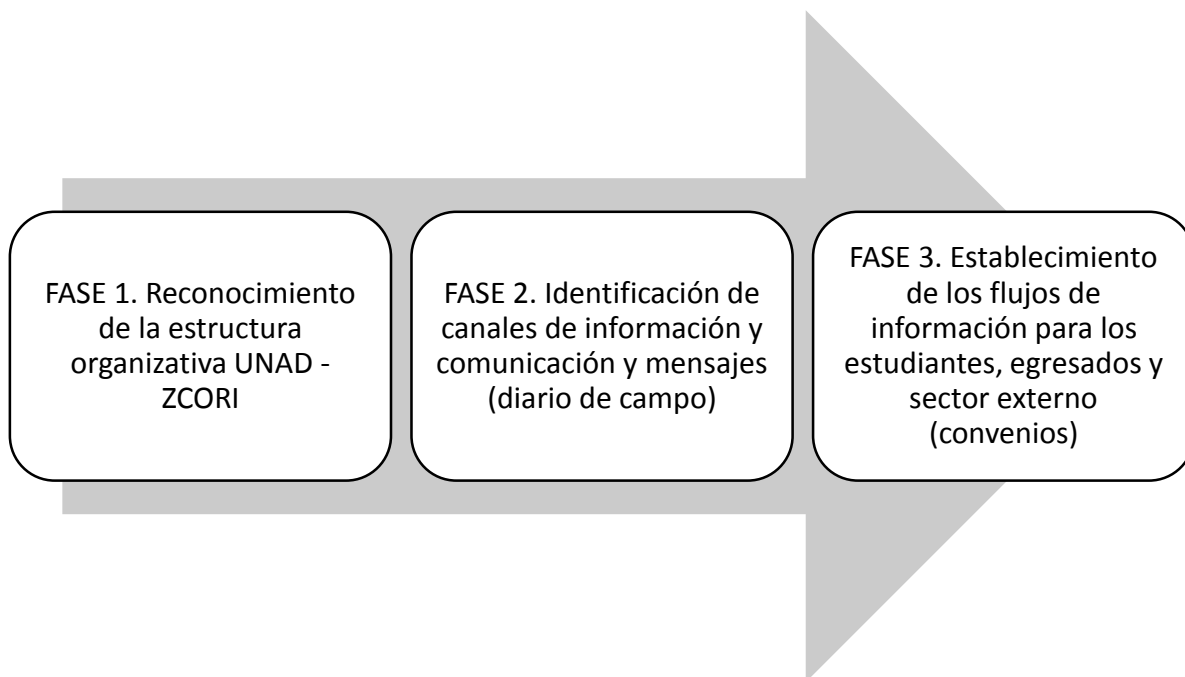 FASE 1. Reconocimiento
de la estructura
organizativa UNAD -
ZCORI
FASE 2. Identificación de
canales de información y
comunicación y mensajes
(diario de campo)
FASE 3. Establecimiento
de los flujos de
información para los
estudiantes, egresados y
sector externo
(convenios)